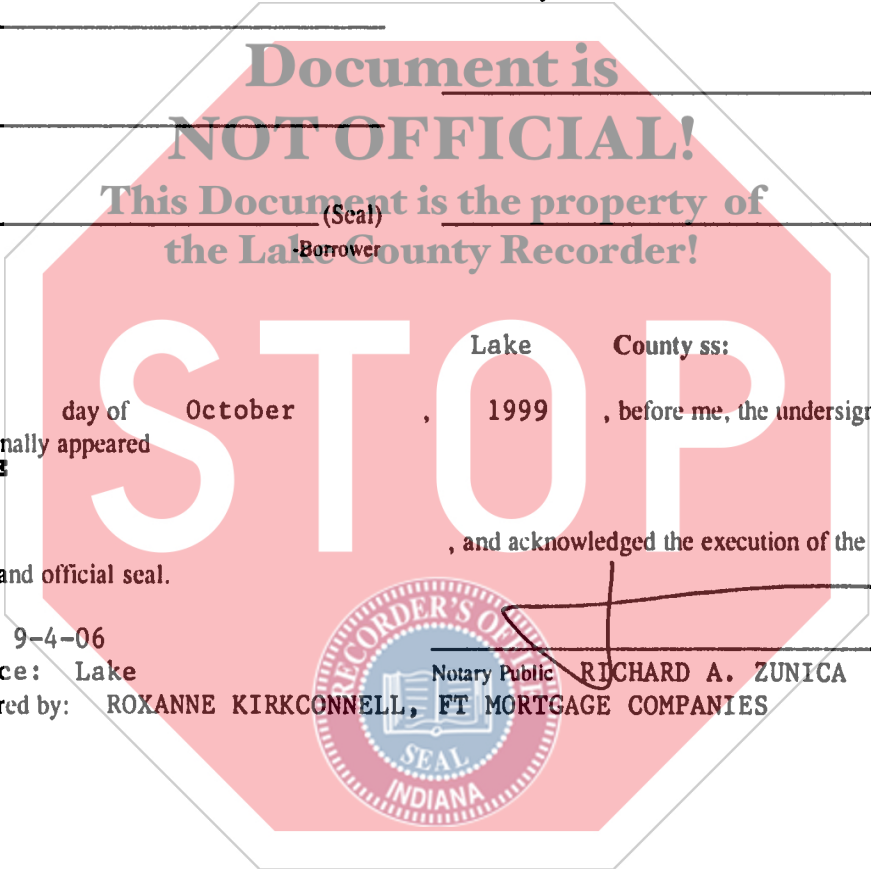 Document is
NOT OFFICIAL!
This Document is the property of
the Lake County Recorder!
(Seal)
-Borrower
STOP
Lake County ss:
day of October , 1999 , before me, the undersign
nally appeared
, and acknowledged the execution of the
and official seal.
RECORDER'S OFFICE
SEAL
INDIANA
9-4-06
ce: Lake
Notary Public RICHARD A. ZUNICA
red by: ROXANNE KIRKCONNELL, FT MORTGAGE COMPANIES